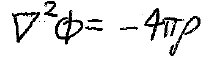 ∇²φ = -4πρ